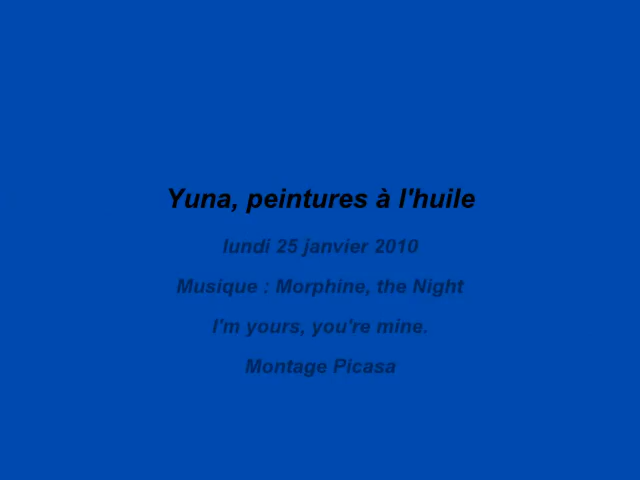 Yuna, peintures à l'huile
lundi 25 janvier 2010
Musique : Morphine, the Night
I'm yours, you're mine.
Montage Picasa